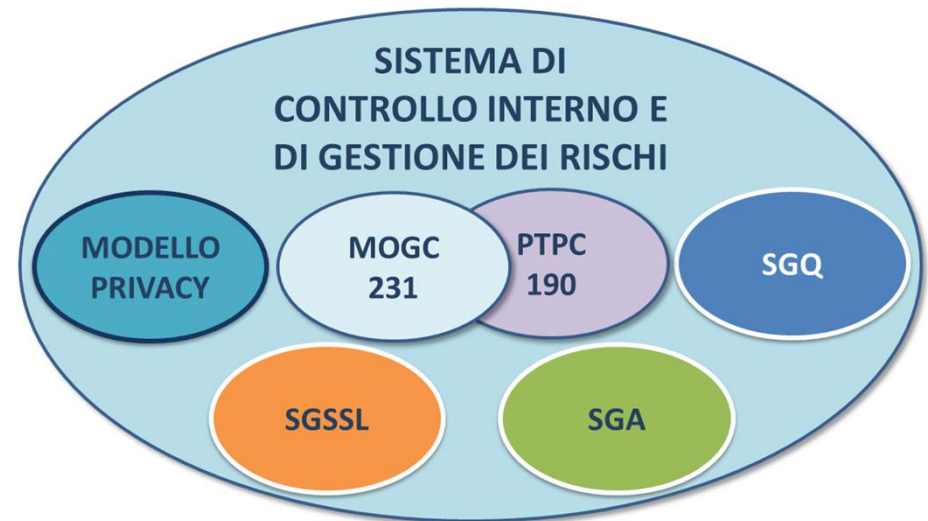 SISTEMA DI
CONTROLLO INTERNO E
DI GESTIONE DEI RISCHI
MODELLO
PRIVACY
MOGC
231
PTPC
190
SGQ
SGSSL
SGA